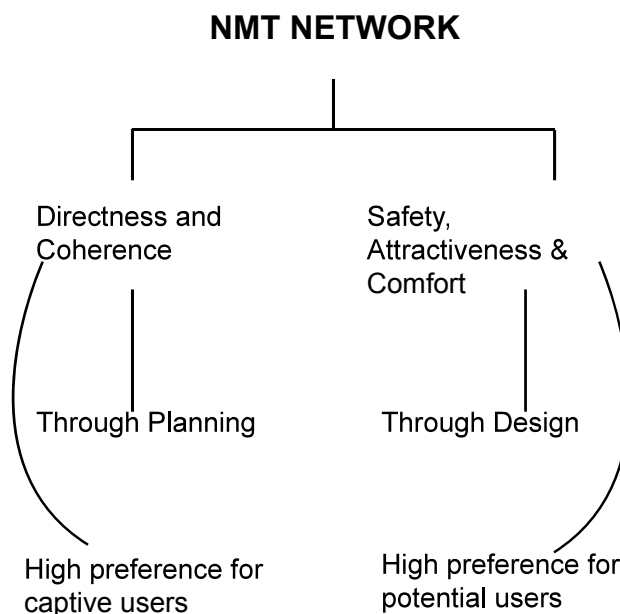 NMT NETWORK
Directness and
Coherence
Safety,
Attractiveness &
Comfort
Through Planning
Through Design
High preference for
captive users
High preference for
potential users